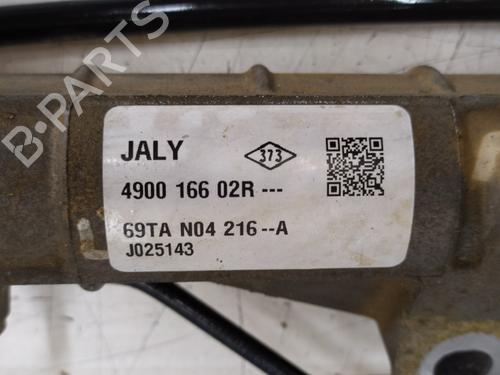 B-PARTS
JALY
373
4900 166 02R ---
69TA N04 216--A
J025143